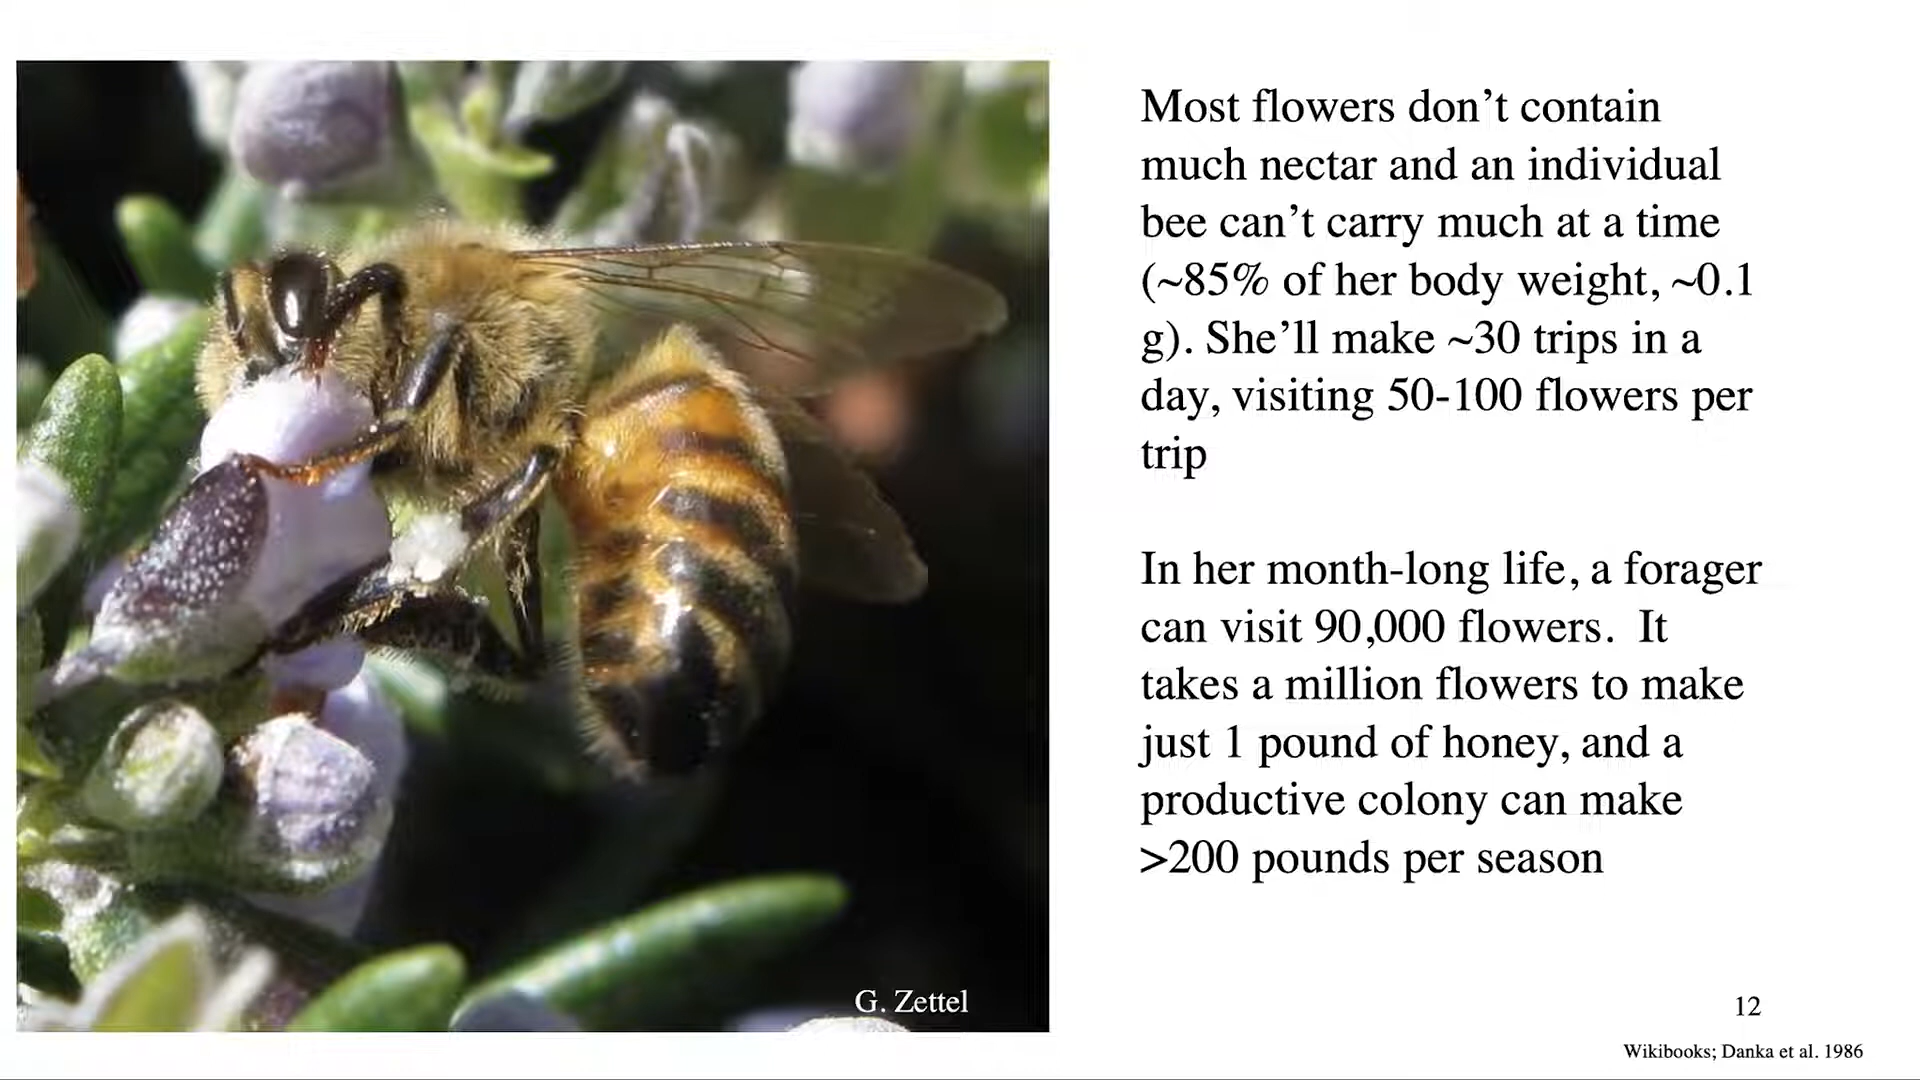 Most flowers don’t contain
much nectar and an individual
bee can’t carry much at a time
(~85% of her body weight, ~0.1
g). She’ll make ~30 trips in a
day, visiting 50-100 flowers per
trip
In her month-long life, a forager
can visit 90,000 flowers.  It
takes a million flowers to make
just 1 pound of honey, and a
productive colony can make
>200 pounds per season
G. Zettel
12
Wikibooks; Danka et al. 1986